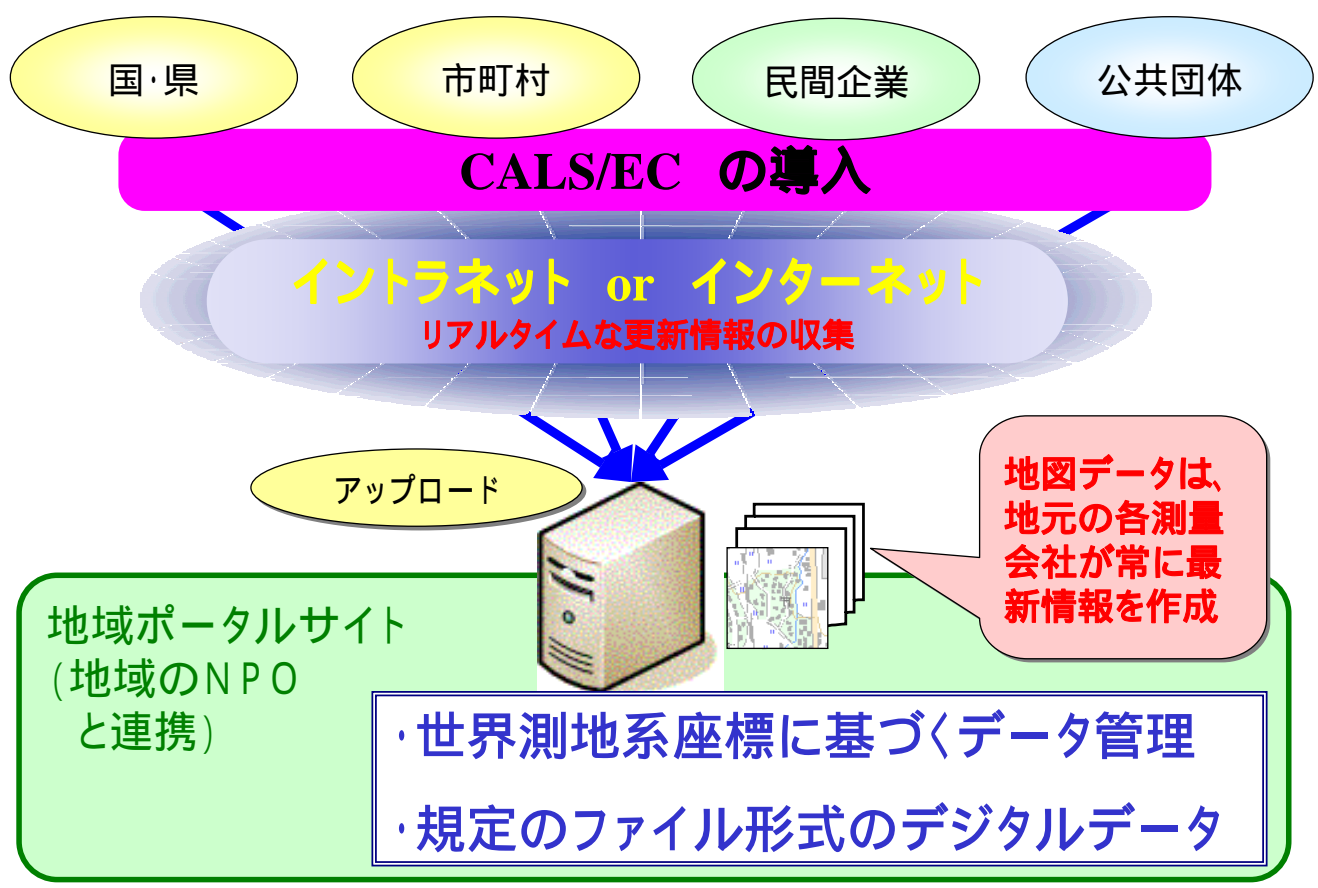 国・県
市町村
民間企業
公共団体
CALS/EC の導入
イントラネット or インターネット
リアルタイムな更新情報の収集
アップロード
地図データは、
地元の各測量
会社が常に最
新情報を作成
地域ポータルサイト
(地域のNPO
と連携)
・世界測地系座標に基づくデータ管理
・規定のファイル形式のデジタルデータ